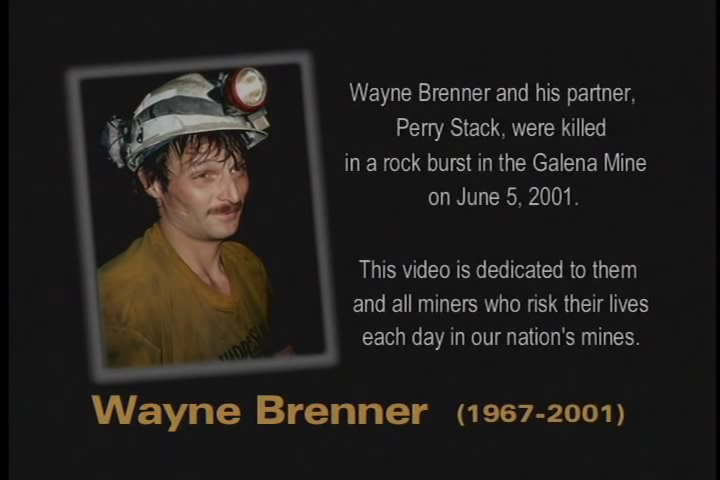 Wayne Brenner and his partner,
Perry Stack, were killed
in a rock burst in the Galena Mine
on June 5, 2001.
This video is dedicated to them
and all miners who risk their lives
each day in our nation's mines.
Wayne Brenner (1967-2001)